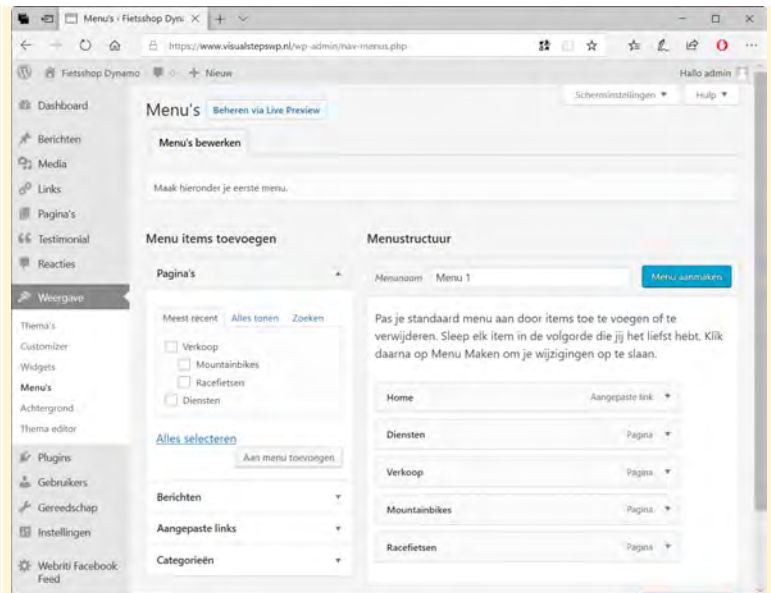 Menu's ‹ Fietsshop Dyn
https://www.visualstepswp.nl/wp-admin/nav-menus.php
Fietsshop Dynamo 0 + Nieuw Hallo admin
Scherminstellingen Hulp
Dashboard
Berichten
Media
Links
Pagina's
Testimonial
Reacties
Weergave
Thema's
Customizer
Widgets
Menu's
Achtergrond
Thema editor
Plugins
Gebruikers
Gereedschap
Instellingen
Webriti Facebook
Feed
Menu's Beheren via Live Preview
Menu's bewerken
Maak hieronder je eerste menu.
Menu items toevoegen
Pagina's
Meest recent Alles tonen Zoeken
Verkoop
Mountainbikes
Racefietsen
Diensten
Alles selecteren
Aan menu toevoegen
Berichten
Aangepaste links
Categorieën
Menustructuur
Menunaam Menu 1 Menu aanmaken
Pas je standaard menu aan door items toe te voegen of te
verwijderen. Sleep elk item in de volgorde die jij het liefst hebt. Klik
daarna op Menu Maken om je wijzigingen op te slaan.
Home Aangepaste link
Diensten Pagina
Verkoop Pagina
Mountainbikes Pagina
Racefietsen Pagina